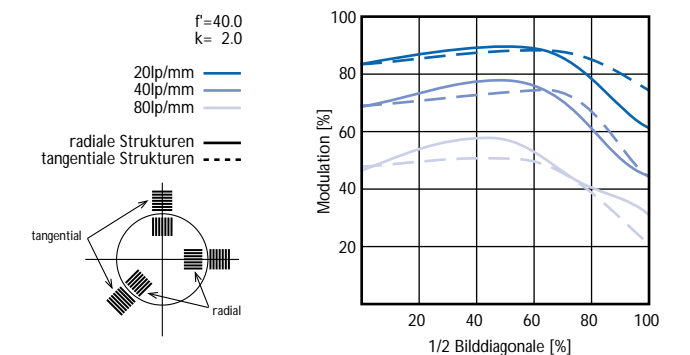 f'=40.0
k= 2.0
20lp/mm
40lp/mm
80lp/mm
radiale Strukturen
tangentiale Strukturen
tangential
radial
Modulation [%]
100
80
60
40
20
20 40 60 80 100
1/2 Bilddiagonale [%]